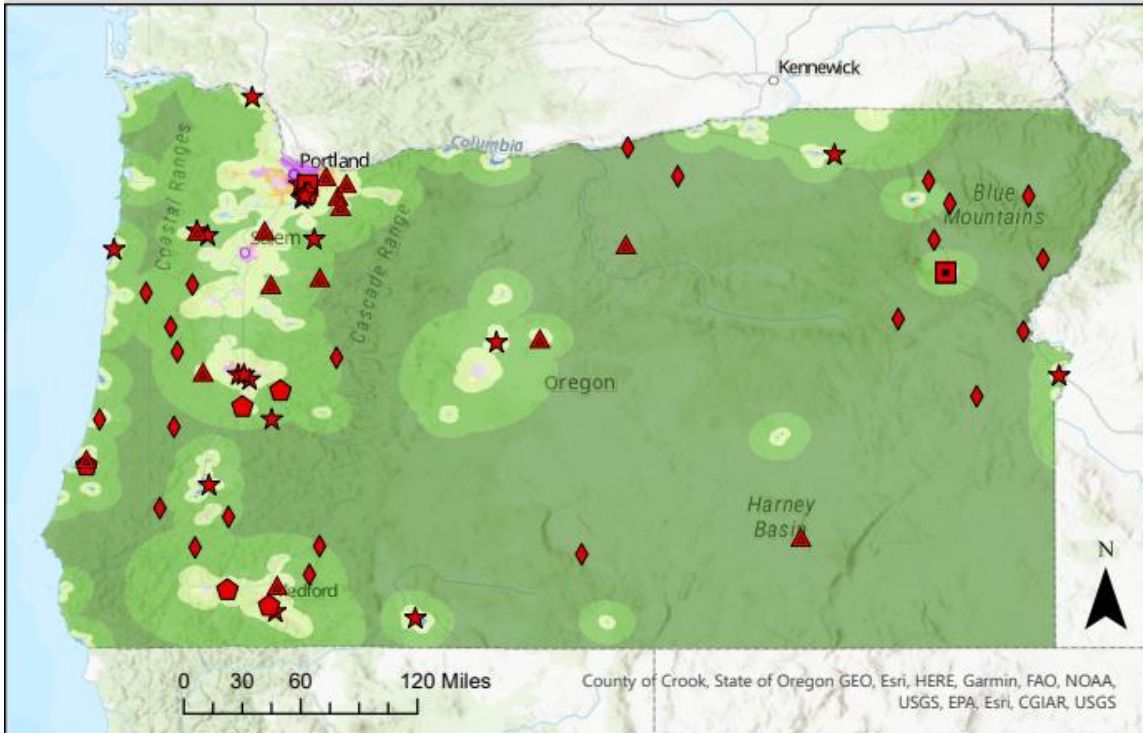 Kennewick
Columbia
Portland
Coastal Ranges
Salem
Cascade Range
Blue
Mountains
Oregon
Harney
Basin
N
Medford
0 30 60 120 Miles
County of Crook, State of Oregon GEO, Esri, HERE, Garmin, FAO, NOAA,
USGS, EPA, Esri, CGIAR, USGS